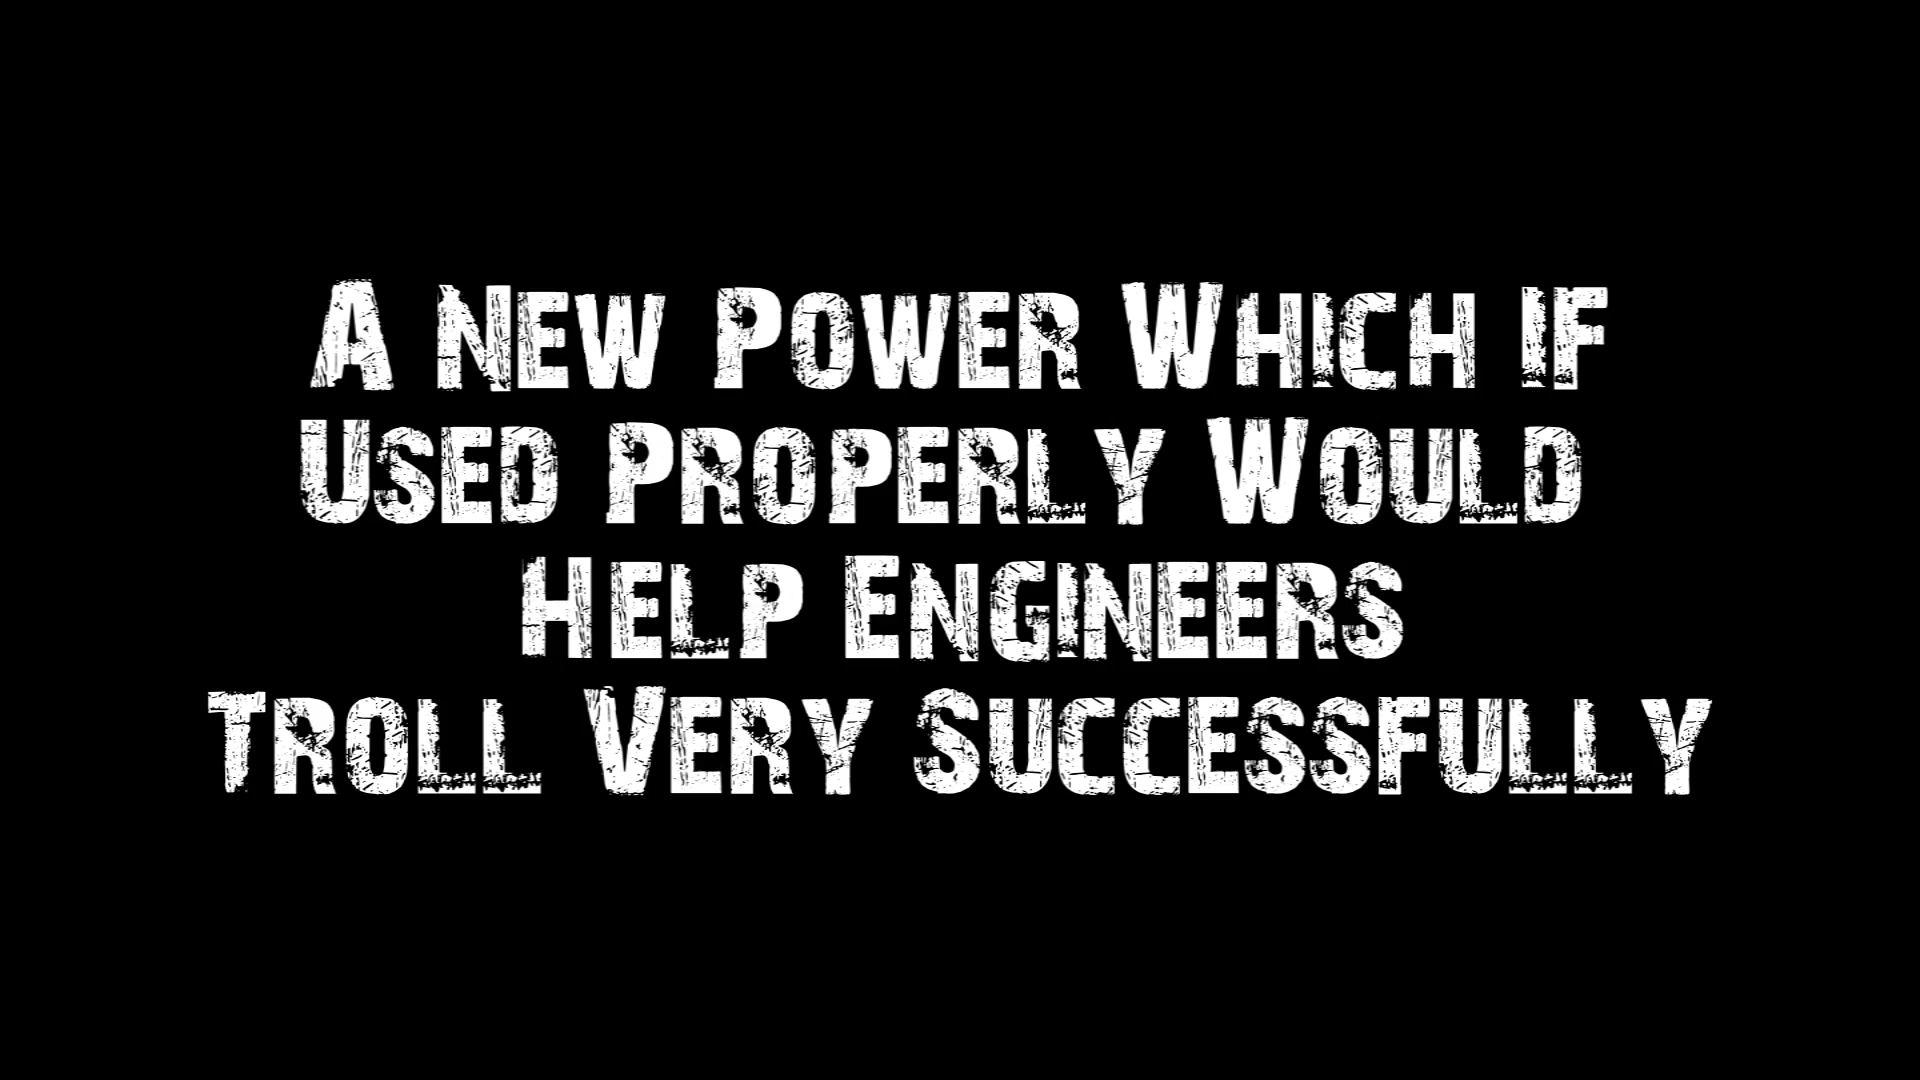 A New Power Which If
Used Properly Would
Help Engineers
Troll Very Successfully